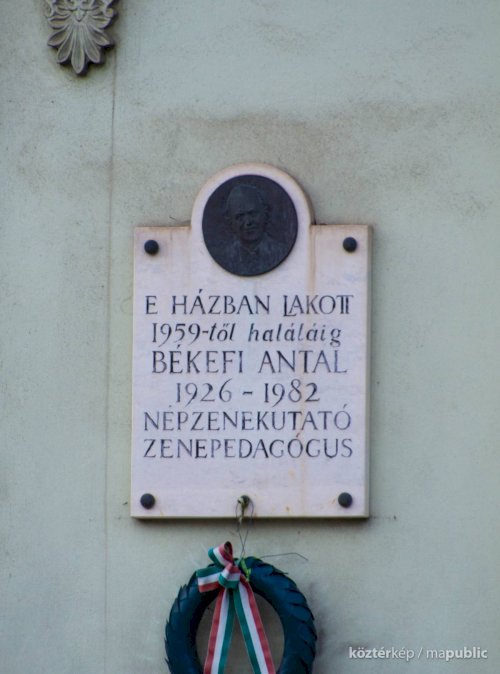 E HÁZBAN LAKOTT
1959-től haláláig
BÉKEFI ANTAL
1926 - 1982
NÉPZENEKUTATÓ
ZENEPEDAGÓGUS
köztérkép / mapublic